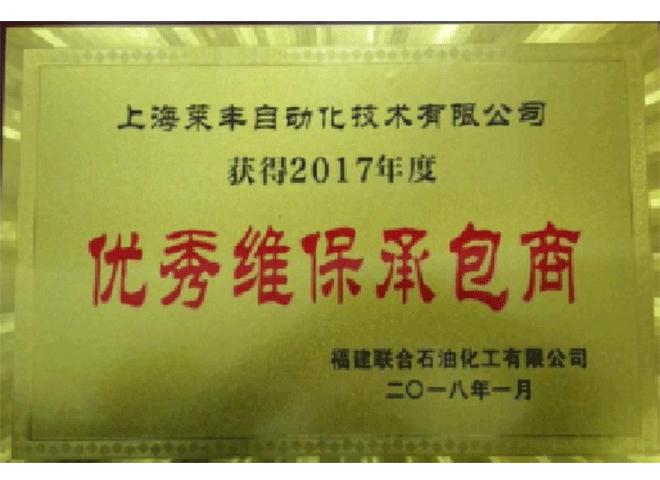 上海莱丰自动化技术有限公司
获得2017年度
优秀维保承包商
福建联合石油化工有限公司
二〇一八年一月